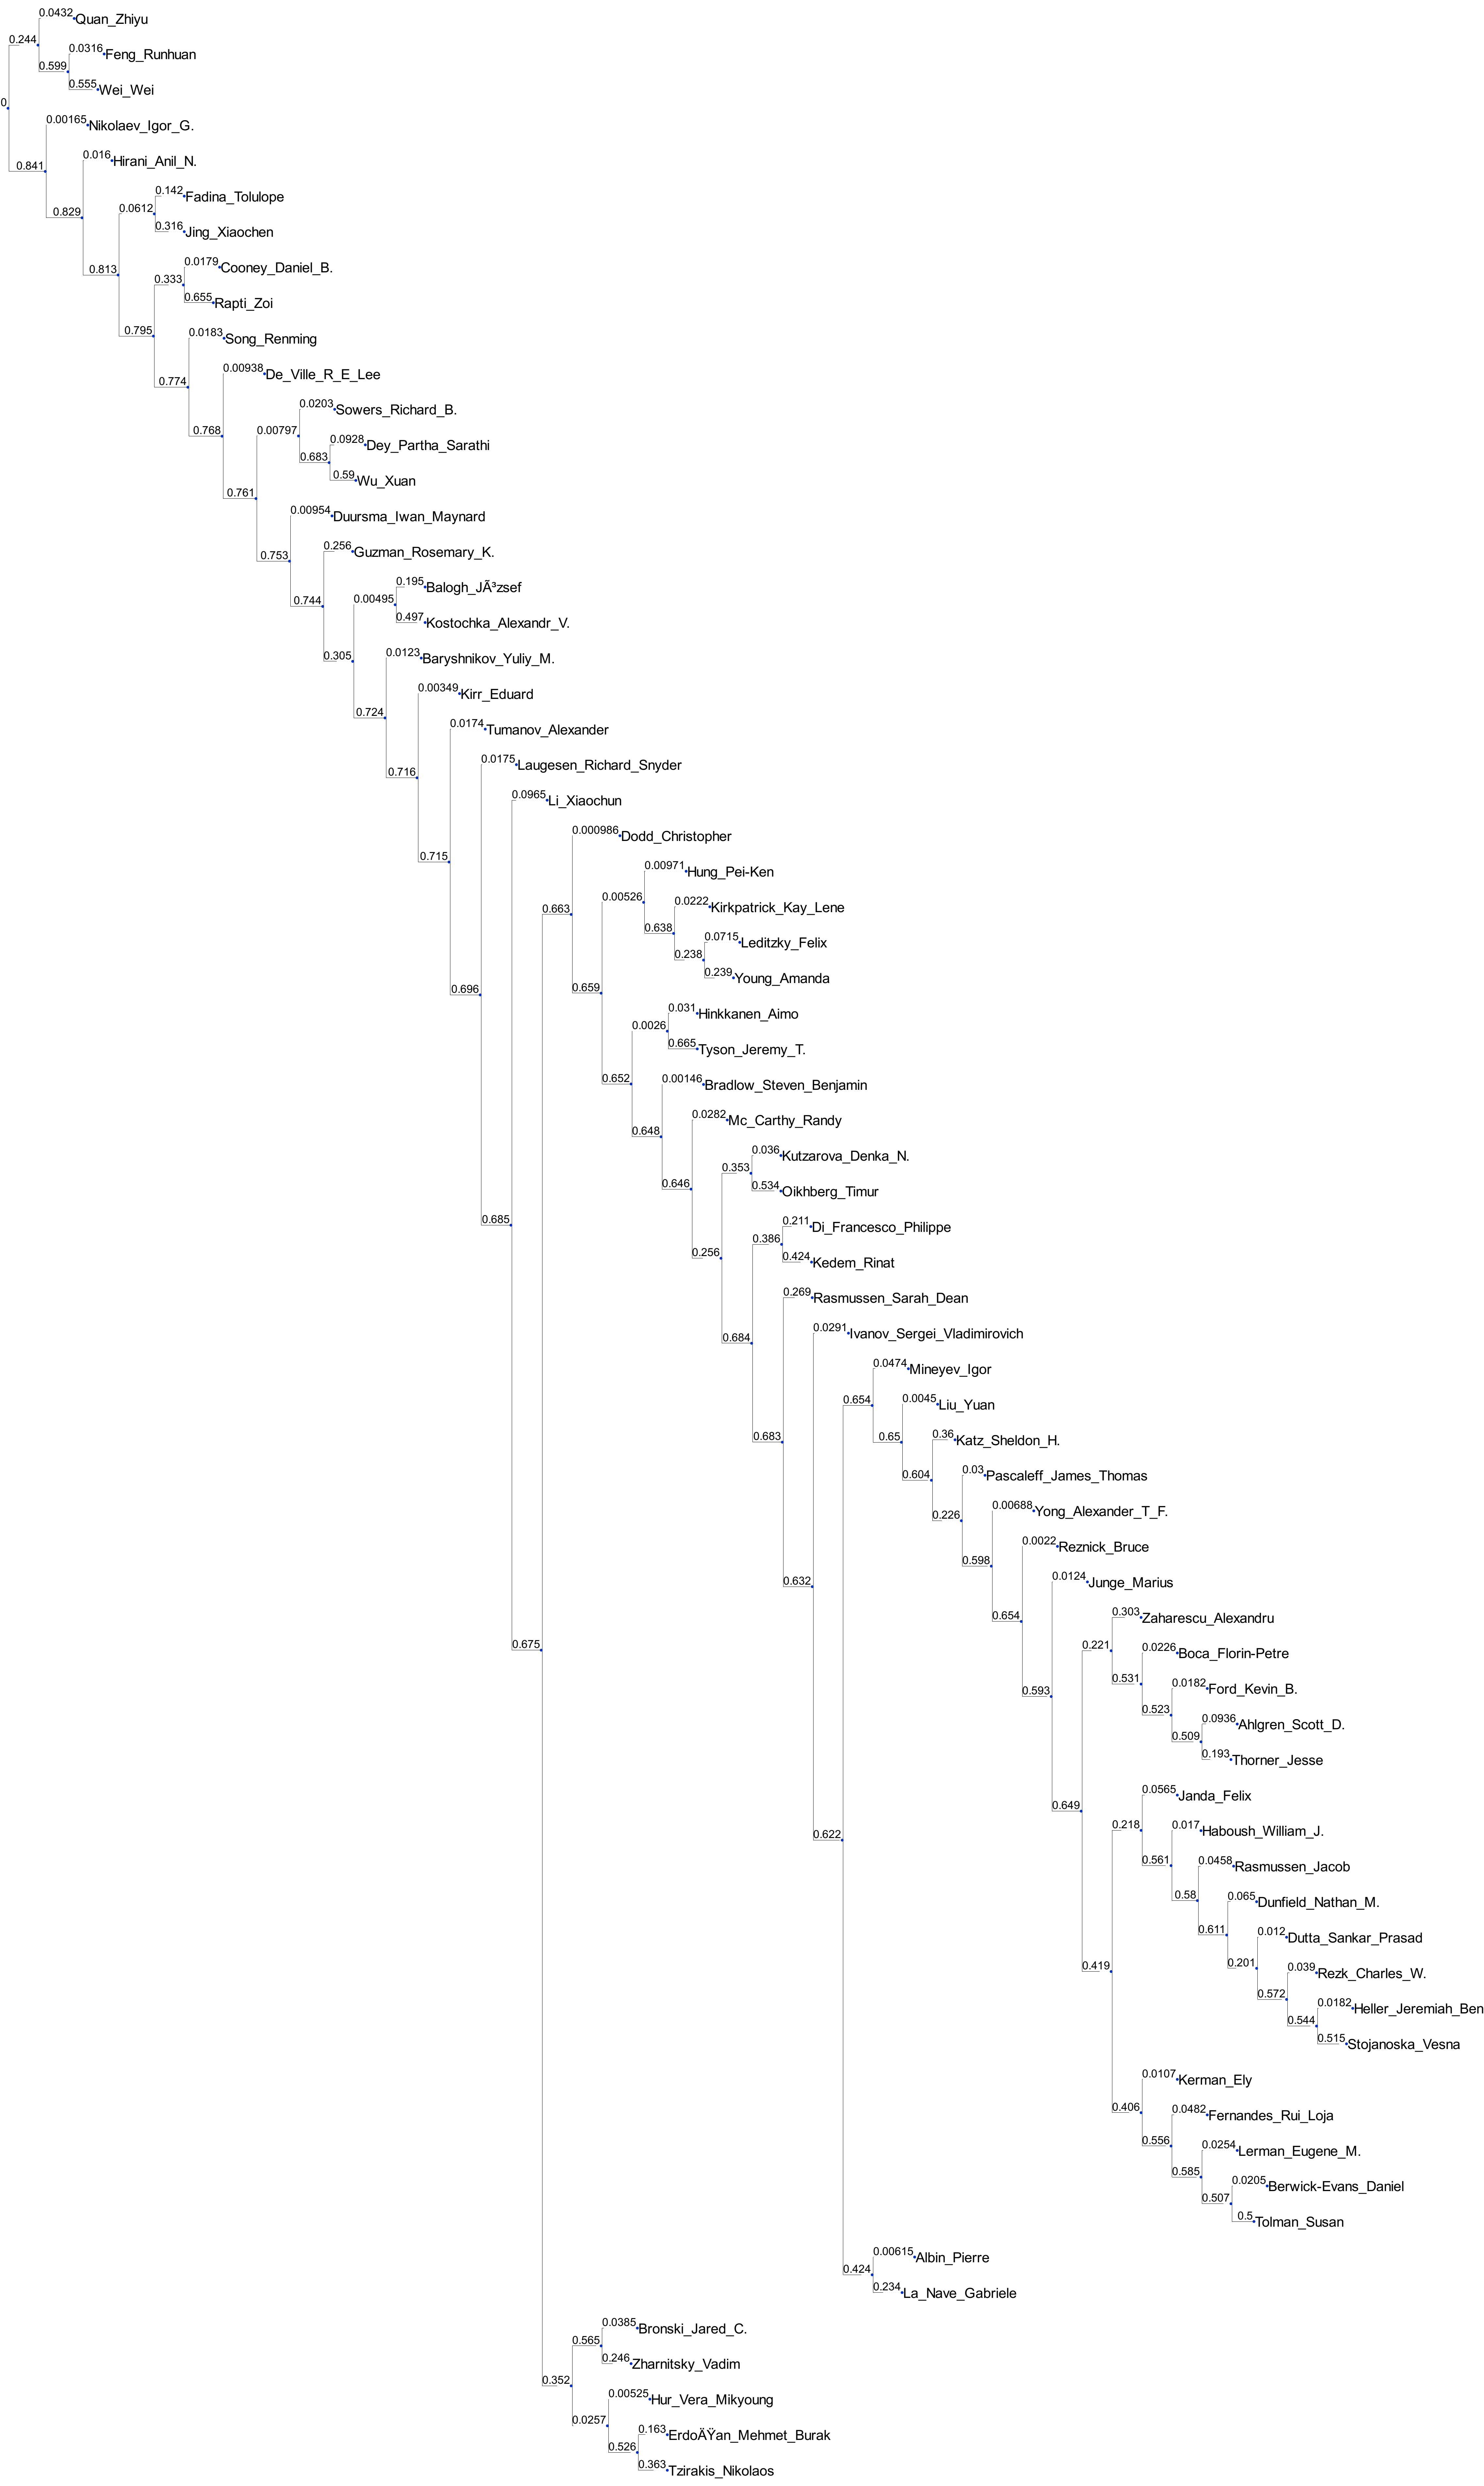 0.0432 Quan_Zhiyu
0.244
0.0316 Feng_Runhuan
0.599
0.555 Wei_Wei
0
0.00165 Nikolaev_Igor_G.
0.016 Hirani_Anil_N.
0.841
0.142 Fadina_Tolulope
0.829 0.0612
0.316 Jing_Xiaochen
0.0179 Cooney_Daniel_B.
0.813 0.333
0.655 Rapti_Zoi
0.795 0.0183 Song_Renming
0.00938 De_Ville_R_E_Lee
0.774
0.0203 Sowers_Richard_B.
0.768 0.00797
0.0928 Dey_Partha_Sarathi
0.683
0.59 Wu_Xuan
0.761
0.00954 Duursma_Iwan_Maynard
0.753 0.256 Guzman_Rosemary_K.
0.195 Balogh_JÃ³zsef
0.744 0.00495
0.497 Kostochka_Alexandr_V.
0.305 0.0123 Baryshnikov_Yuliy_M.
0.00349 Kirr_Eduard
0.724
0.0174 Tumanov_Alexander
0.0175 Laugesen_Richard_Snyder
0.716
0.0965 Li_Xiaochun
0.000986 Dodd_Christopher
0.715
0.00971 Hung_Pei-Ken
0.00526
0.0222 Kirkpatrick_Kay_Lene
0.663
0.638
0.0715 Leditzky_Felix
0.238
0.239 Young_Amanda
0.696 0.659
0.031 Hinkkanen_Aimo
0.0026
0.665 Tyson_Jeremy_T.
0.652 0.00146 Bradlow_Steven_Benjamin
0.0282 Mc_Carthy_Randy
0.648
0.036 Kutzarova_Denka_N.
0.353
0.646 0.534 Oikhberg_Timur
0.685 0.211 Di_Francesco_Philippe
0.386
0.256 0.424 Kedem_Rinat
0.269 Rasmussen_Sarah_Dean
0.684 0.0291 Ivanov_Sergei_Vladimirovich
0.0474 Mineyev_Igor
0.654 0.0045 Liu_Yuan
0.683 0.65 0.36 Katz_Sheldon_H.
0.604 0.03 Pascaleff_James_Thomas
0.00688 Yong_Alexander_T_F.
0.226
0.0022 Reznick_Bruce
0.598
0.632 0.0124 Junge_Marius
0.654 0.303 Zaharescu_Alexandru
0.675 0.221
0.0226 Boca_Florin-Petre
0.531
0.593 0.0182 Ford_Kevin_B.
0.523
0.0936 Ahlgren_Scott_D.
0.509
0.193 Thorner_Jesse
0.0565 Janda_Felix
0.649
0.622 0.218 0.017 Haboush_William_J.
0.561 0.0458 Rasmussen_Jacob
0.58 0.065 Dunfield_Nathan_M.
0.611 0.012 Dutta_Sankar_Prasad
0.419 0.201 0.039 Rezk_Charles_W.
0.572 0.0182 Heller_Jeremiah_Ben
0.544
0.515 Stojanoska_Vesna
0.0107 Kerman_Ely
0.406 0.0482 Fernandes_Rui_Loja
0.556 0.0254 Lerman_Eugene_M.
0.585 0.0205 Berwick-Evans_Daniel
0.507
0.5 Tolman_Susan
0.00615 Albin_Pierre
0.424
0.234 La_Nave_Gabriele
0.0385 Bronski_Jared_C.
0.565
0.246 Zharnitsky_Vadim
0.352
0.00525 Hur_Vera_Mikyoung
0.0257
0.163 ErdoÄŸan_Mehmet_Burak
0.526
0.363 Tzirakis_Nikolaos